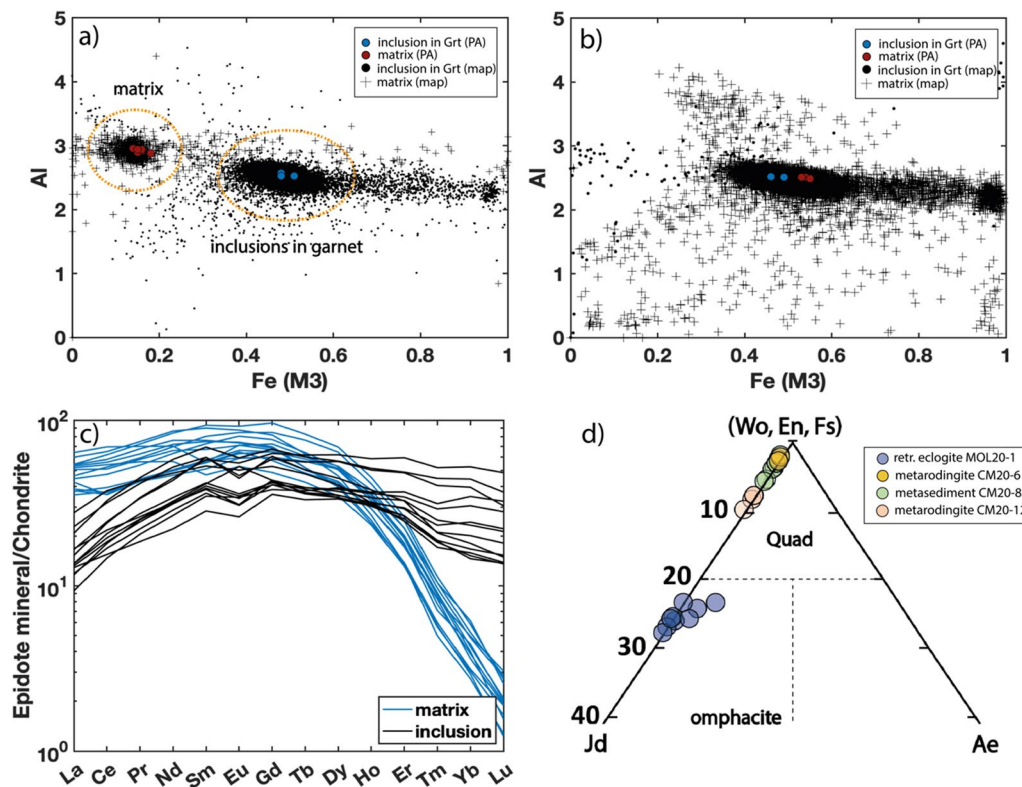 a)
5
4
3
2
1
0
Al
0
0.2
0.4
0.6
0.8
1
Fe (M3)
matrix
inclusions in garnet
inclusion in Grt (PA)
matrix (PA)
inclusion in Grt (map)
matrix (map)
b)
5
4
3
2
1
0
Al
0
0.2
0.4
0.6
0.8
1
Fe (M3)
inclusion in Grt (PA)
matrix (PA)
inclusion in Grt (map)
matrix (map)
c)
10²
10¹
10⁰
Epidote mineral/Chondrite
matrix
inclusion
La Ce Pr Nd Sm Eu Gd Tb Dy Ho Er Tm Yb Lu
d)
(Wo, En, Fs)
retr. eclogite MOL20-1
metarodingite CM20-6
metasediment CM20-8
metarodingite CM20-12
10
Quad
20
30
omphacite
40
Jd
Ae